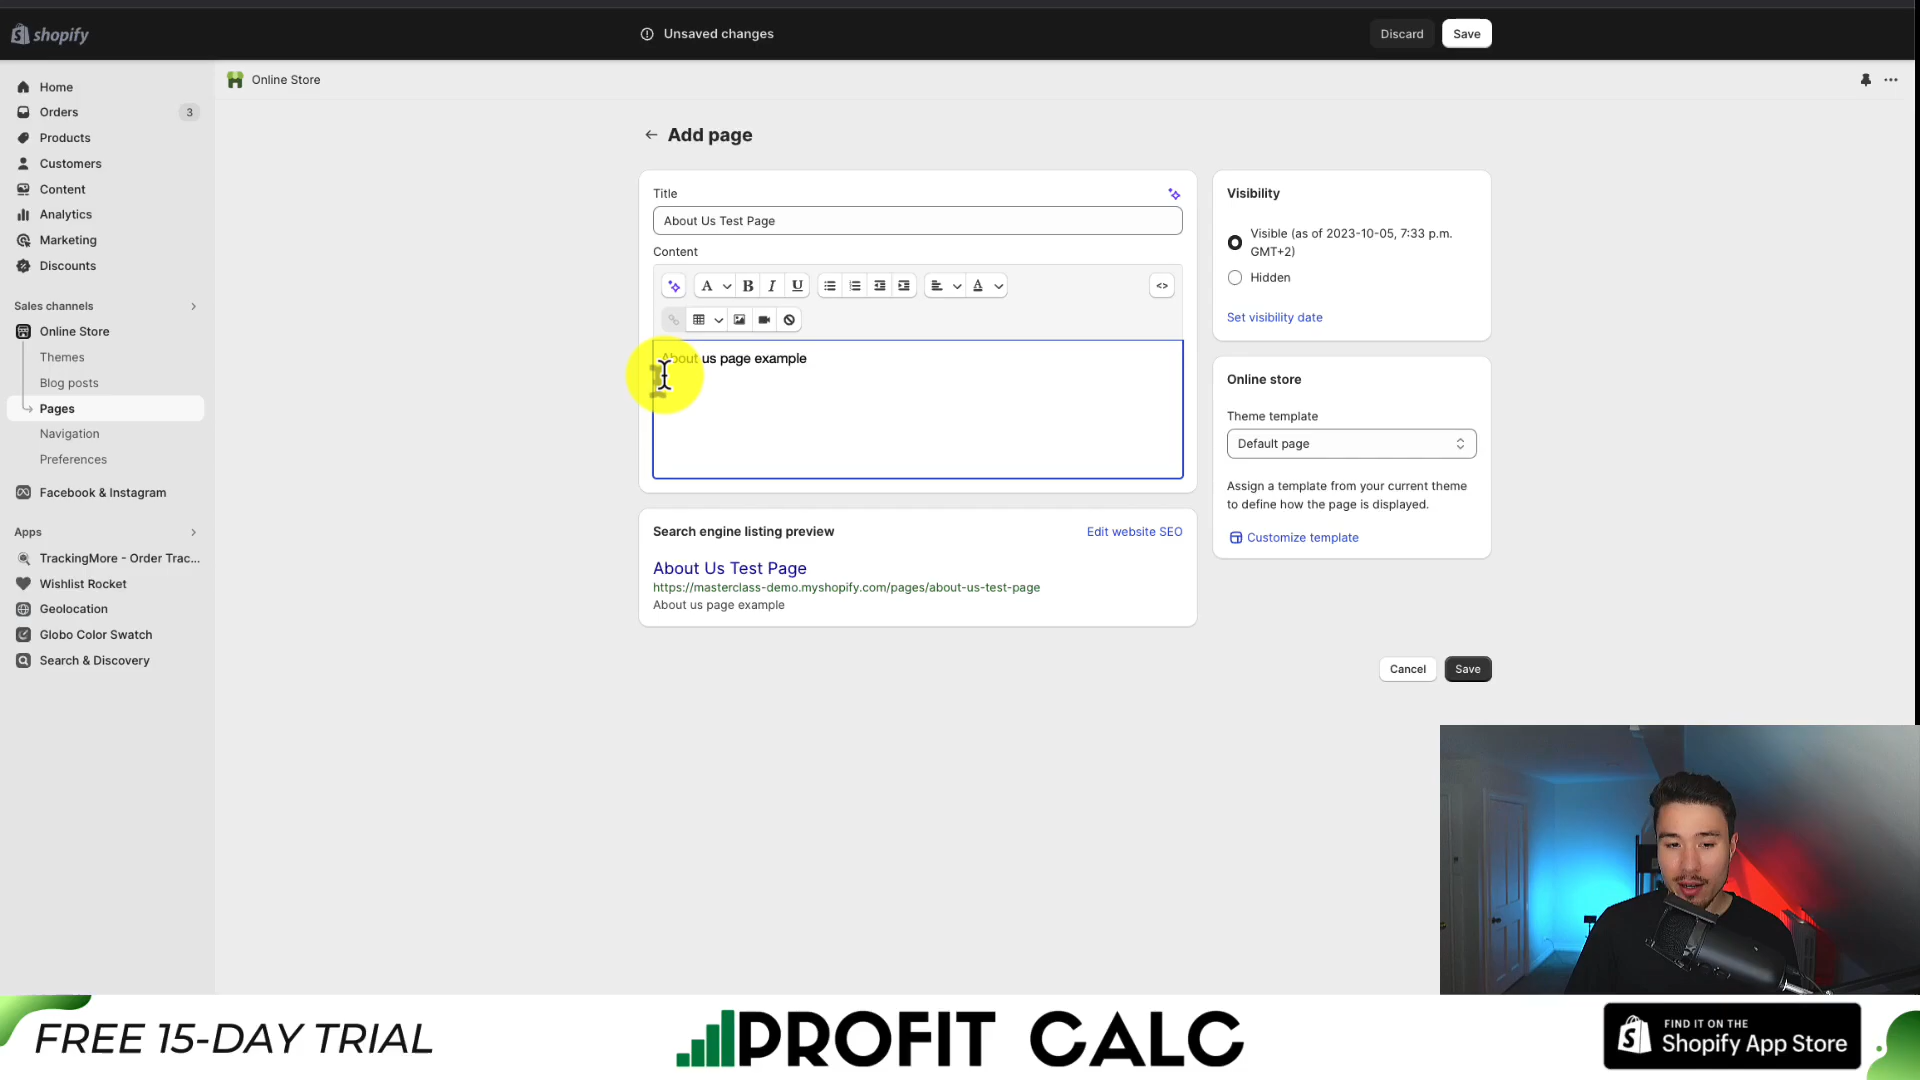 shopify
Unsaved changes
Discard
Save
Home
Orders
3
Products
Customers
Content
Analytics
Marketing
Discounts
Sales channels
Online Store
Themes
Blog posts
Pages
Navigation
Preferences
Facebook & Instagram
Apps
TrackingMore - Order Trac...
Wishlist Rocket
Geolocation
Globo Color Swatch
Search & Discovery
Online Store
Add page
Title
About Us Test Page
Content
A
B
I
U
A
<>
About us page example
Search engine listing preview
Edit website SEO
About Us Test Page
https://masterclass-demo.myshopify.com/pages/about-us-test-page
About us page example
Visibility
Visible (as of 2023-10-05, 7:33 p.m.
GMT+2)
Hidden
Set visibility date
Online store
Theme template
Default page
Assign a template from your current theme
to define how the page is displayed.
Customize template
Cancel
Save
FREE 15-DAY TRIAL
PROFIT CALC
FIND IT ON THE
Shopify App Store